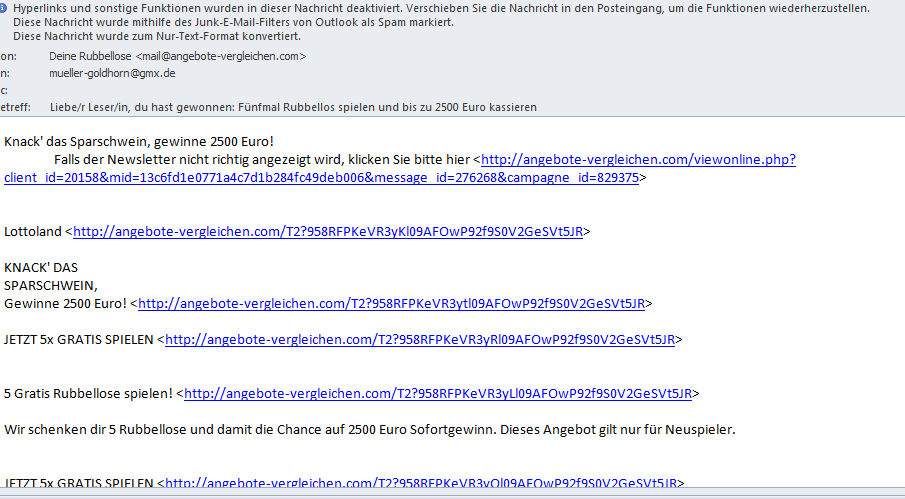 Hyperlinks und sonstige Funktionen wurden in dieser Nachricht deaktiviert. Verschieben Sie die Nachricht in den Posteingang, um die Funktionen wiederherzustellen.
Diese Nachricht wurde mithilfe des Junk-E-Mail-Filters von Outlook als Spam markiert.
Diese Nachricht wurde zum Nur-Text-Format konvertiert.
on: Deine Rubbellose <mail@angebote-vergleichen.com>
n: mueller-goldhorn@gmx.de
c:
etreff: Liebe/r Leser/in, du hast gewonnen: Fünfmal Rubbellos spielen und bis zu 2500 Euro kassieren
Knack' das Sparschwein, gewinne 2500 Euro!
Falls der Newsletter nicht richtig angezeigt wird, klicken Sie bitte hier <http://angebote-vergleichen.com/viewonline.php?
client_id=20158&mid=13c6fd1e0771a4c7d1b284fc49deb006&message_id=276268&campagne_id=829375>
Lottoland <http://angebote-vergleichen.com/T2?958RFPKeVR3yKl09AFOwP92f9S0V2GeSVt5JR>
KNACK' DAS
SPARSCHWEIN,
Gewinne 2500 Euro! <http://angebote-vergleichen.com/T2?958RFPKeVR3ytl09AFOwP92f9S0V2GeSVt5JR>
JETZT 5x GRATIS SPIELEN <http://angebote-vergleichen.com/T2?958RFPKeVR3yRl09AFOwP92f9S0V2GeSVt5JR>
5 Gratis Rubbellose spielen! <http://angebote-vergleichen.com/T2?958RFPKeVR3yLl09AFOwP92f9S0V2GeSVt5JR>
Wir schenken dir 5 Rubbellose und damit die Chance auf 2500 Euro Sofortgewinn. Dieses Angebot gilt nur für Neuspieler.
JETZT 5x GRATIS SPIELEN <http://angebote-vergleichen.com/T2?958RFPKeVR3yOl09AFOwP92f9S0V2GeSVt5JR>